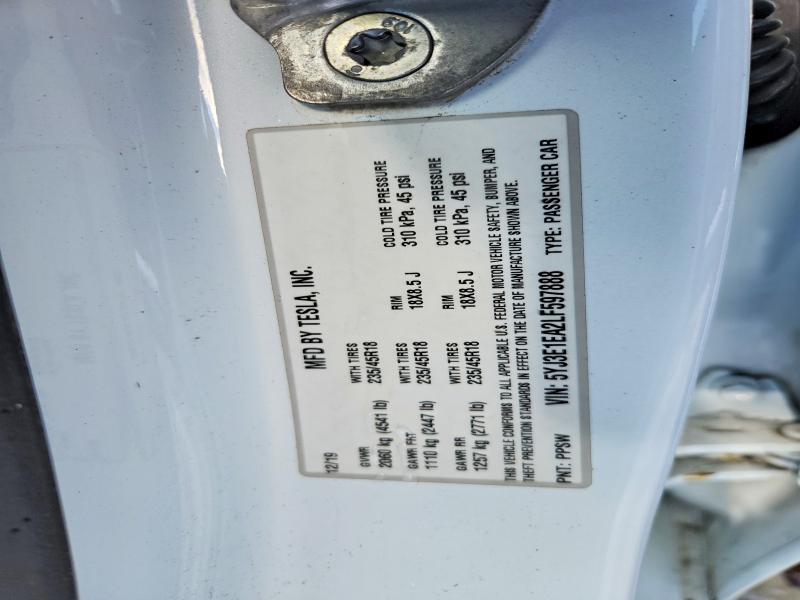 MFD BY TESLA, INC.
12/19
GVWR WITH TIRES
2060 kg (4541 lb) 235/45R18
GAWR FRT WITH TIRES RIM COLD TIRE PRESSURE
1110 kg (2447 lb) 235/45R18 18X8.5 J 310 kPa, 45 psi
GAWR RR WITH TIRES RIM COLD TIRE PRESSURE
1257 kg (2771 lb) 235/45R18 18X8.5 J 310 kPa, 45 psi
THIS VEHICLE CONFORMS TO ALL APPLICABLE U.S. FEDERAL MOTOR VEHICLE SAFETY, BUMPER, AND
THEFT PREVENTION STANDARDS IN EFFECT ON THE DATE OF MANUFACTURE SHOWN ABOVE.
PNT: PPSW VIN: 5YJ3E1EA2LF597888 TYPE: PASSENGER CAR